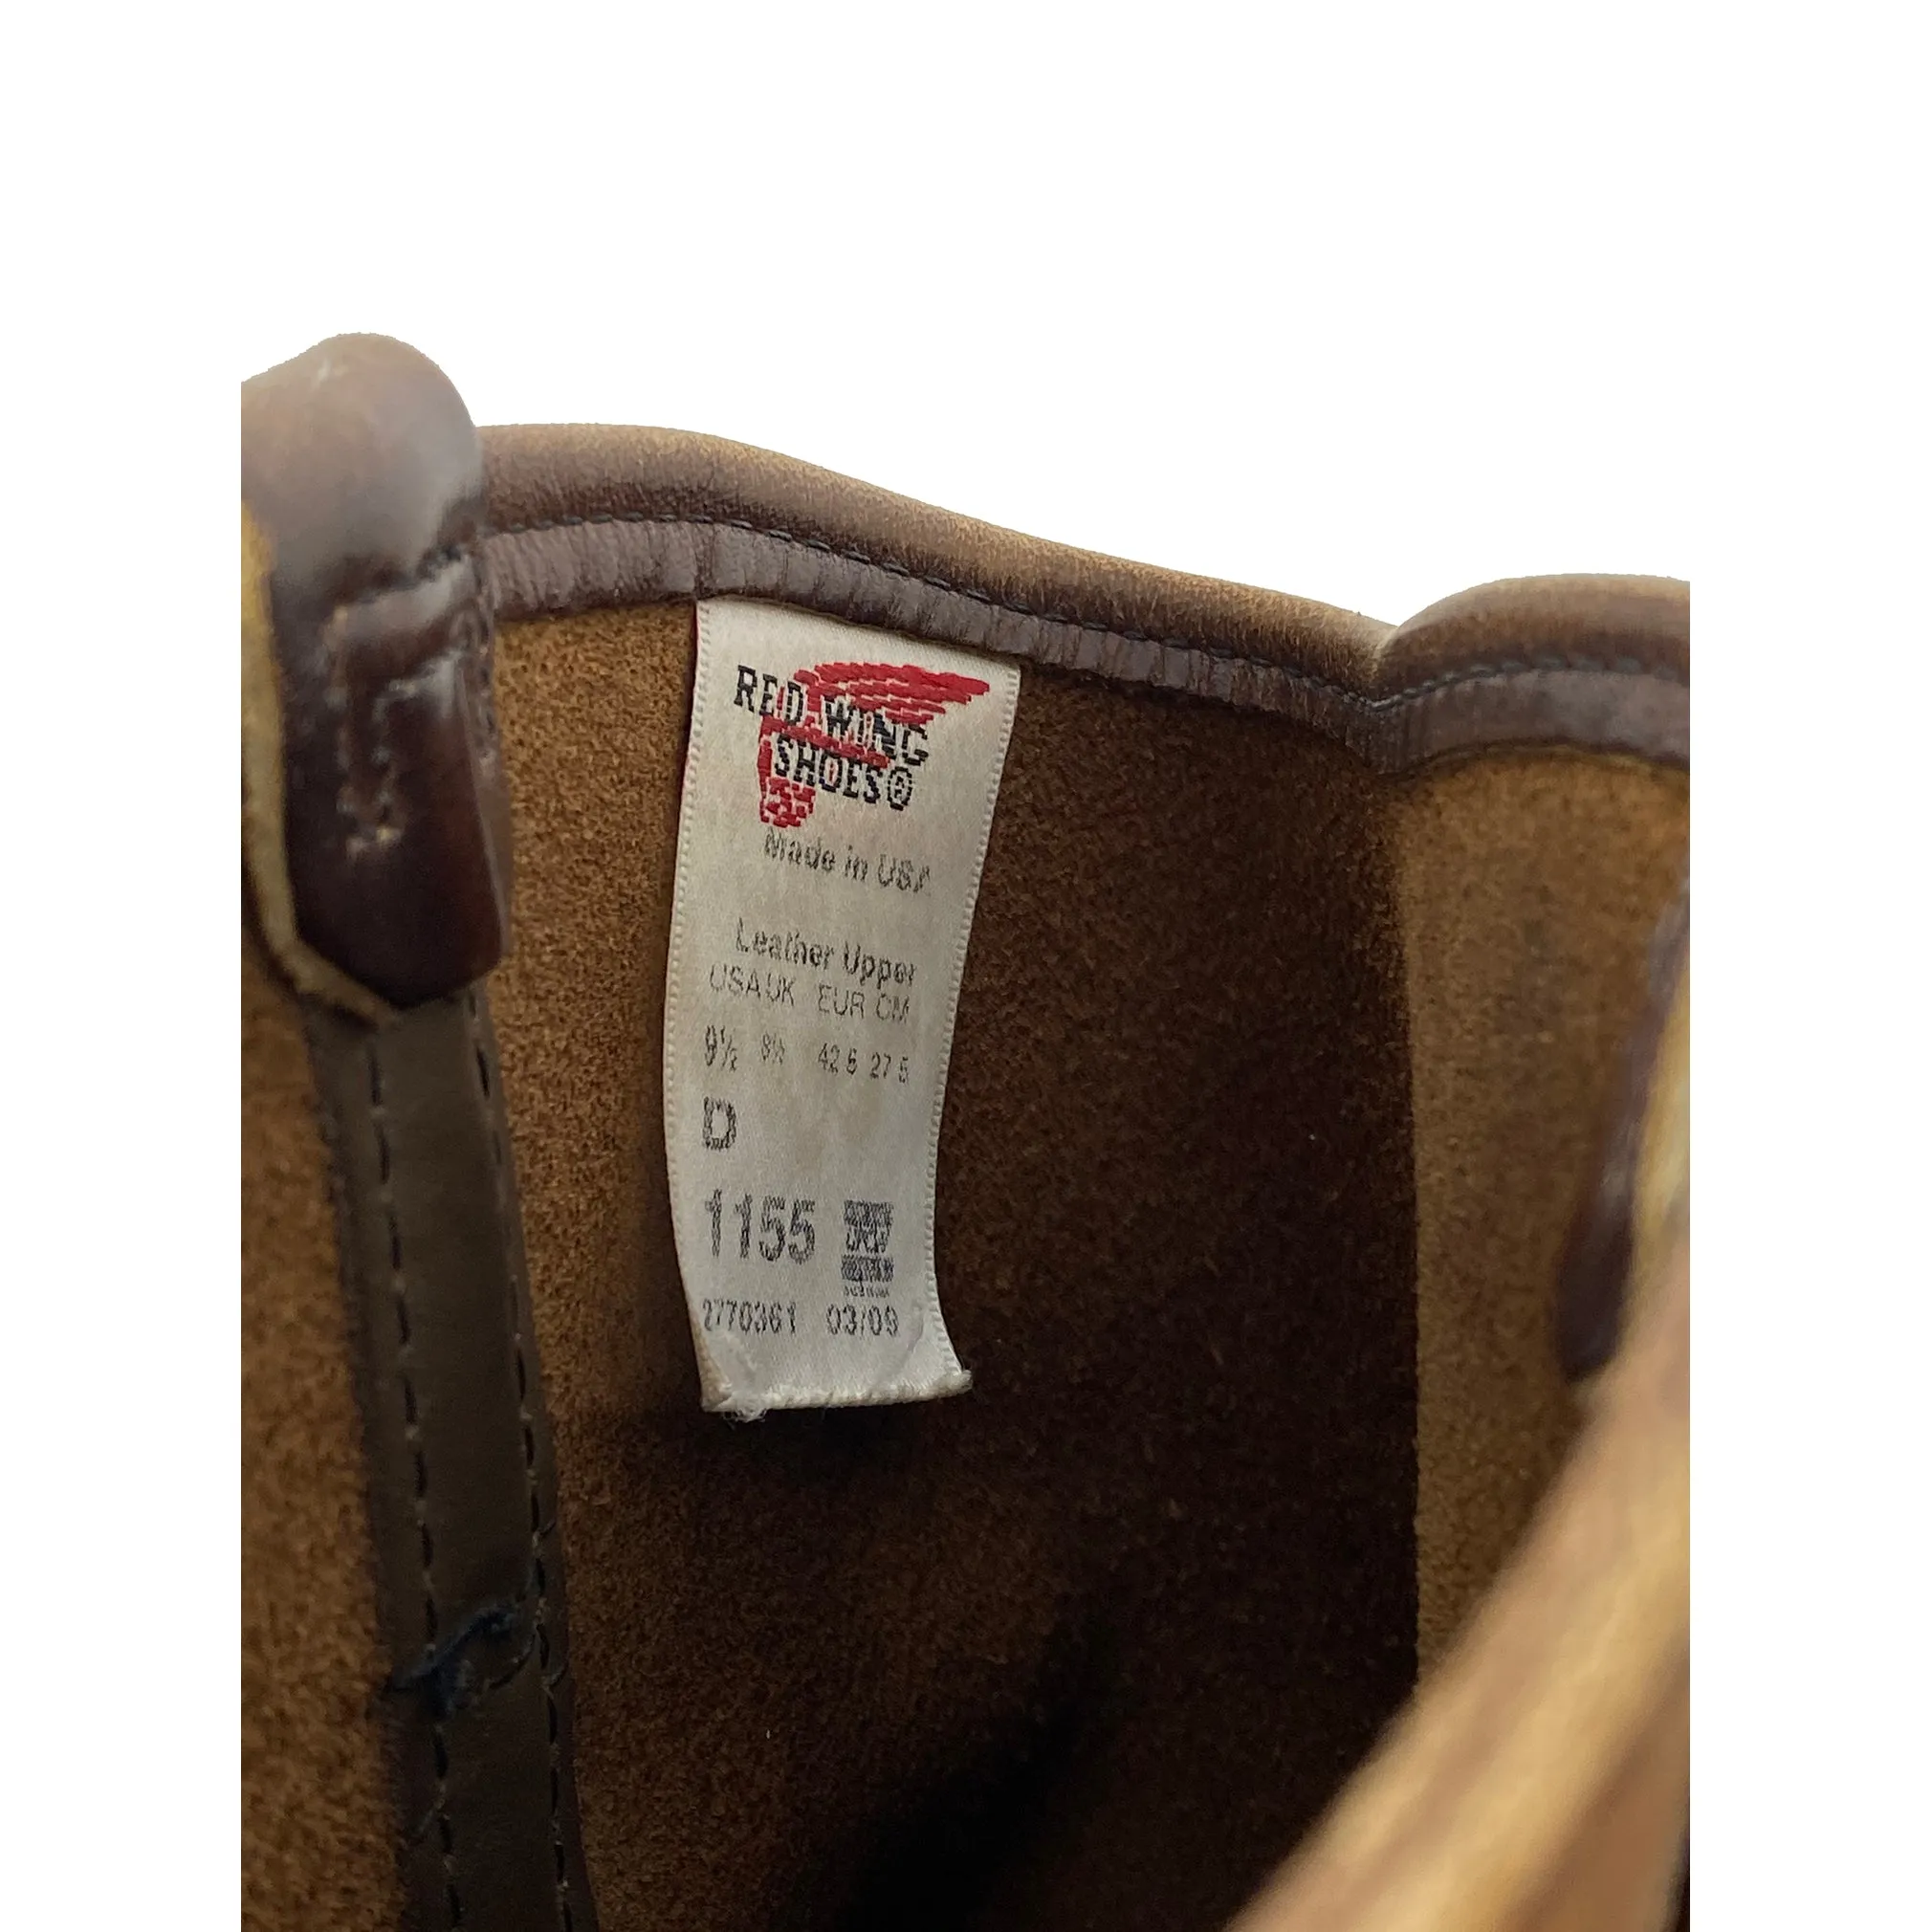 RED WING
SHOES®
Made in USA
Leather Upper
USA UK EUR CM
9½ 8½ 42.5 27.5
D
1155
2770361 03/09